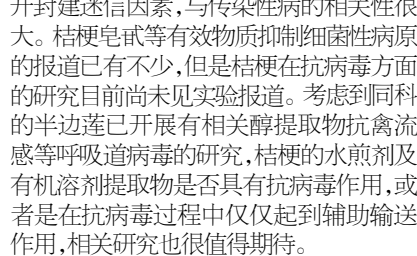 开封建迷信因素,与传染性病的相关性很
大。桔梗皂甙等有效物质抑制细菌性病原
的报道已有不少,但是桔梗在抗病毒方面
的研究目前尚未见实验报道。考虑到同科
的半边莲已开展有相关醇提取物抗禽流
感等呼吸道病毒的研究,桔梗的水煎剂及
有机溶剂提取物是否具有抗病毒作用,或
者是在抗病毒过程中仅仅起到辅助输送
作用,相关研究也很值得期待。